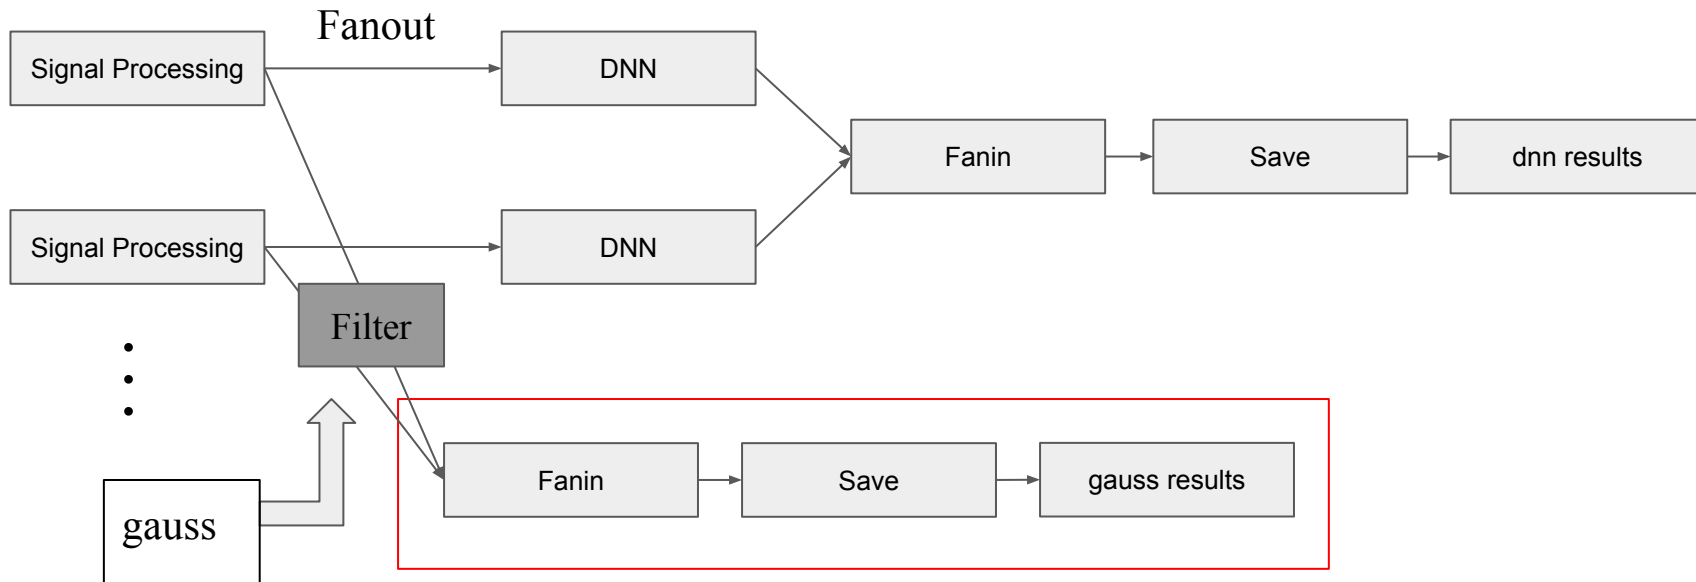 Fanout
Signal Processing
DNN
Fanin
Save
dnn results
Signal Processing
DNN
Filter
Fanin
Save
gauss results
gauss